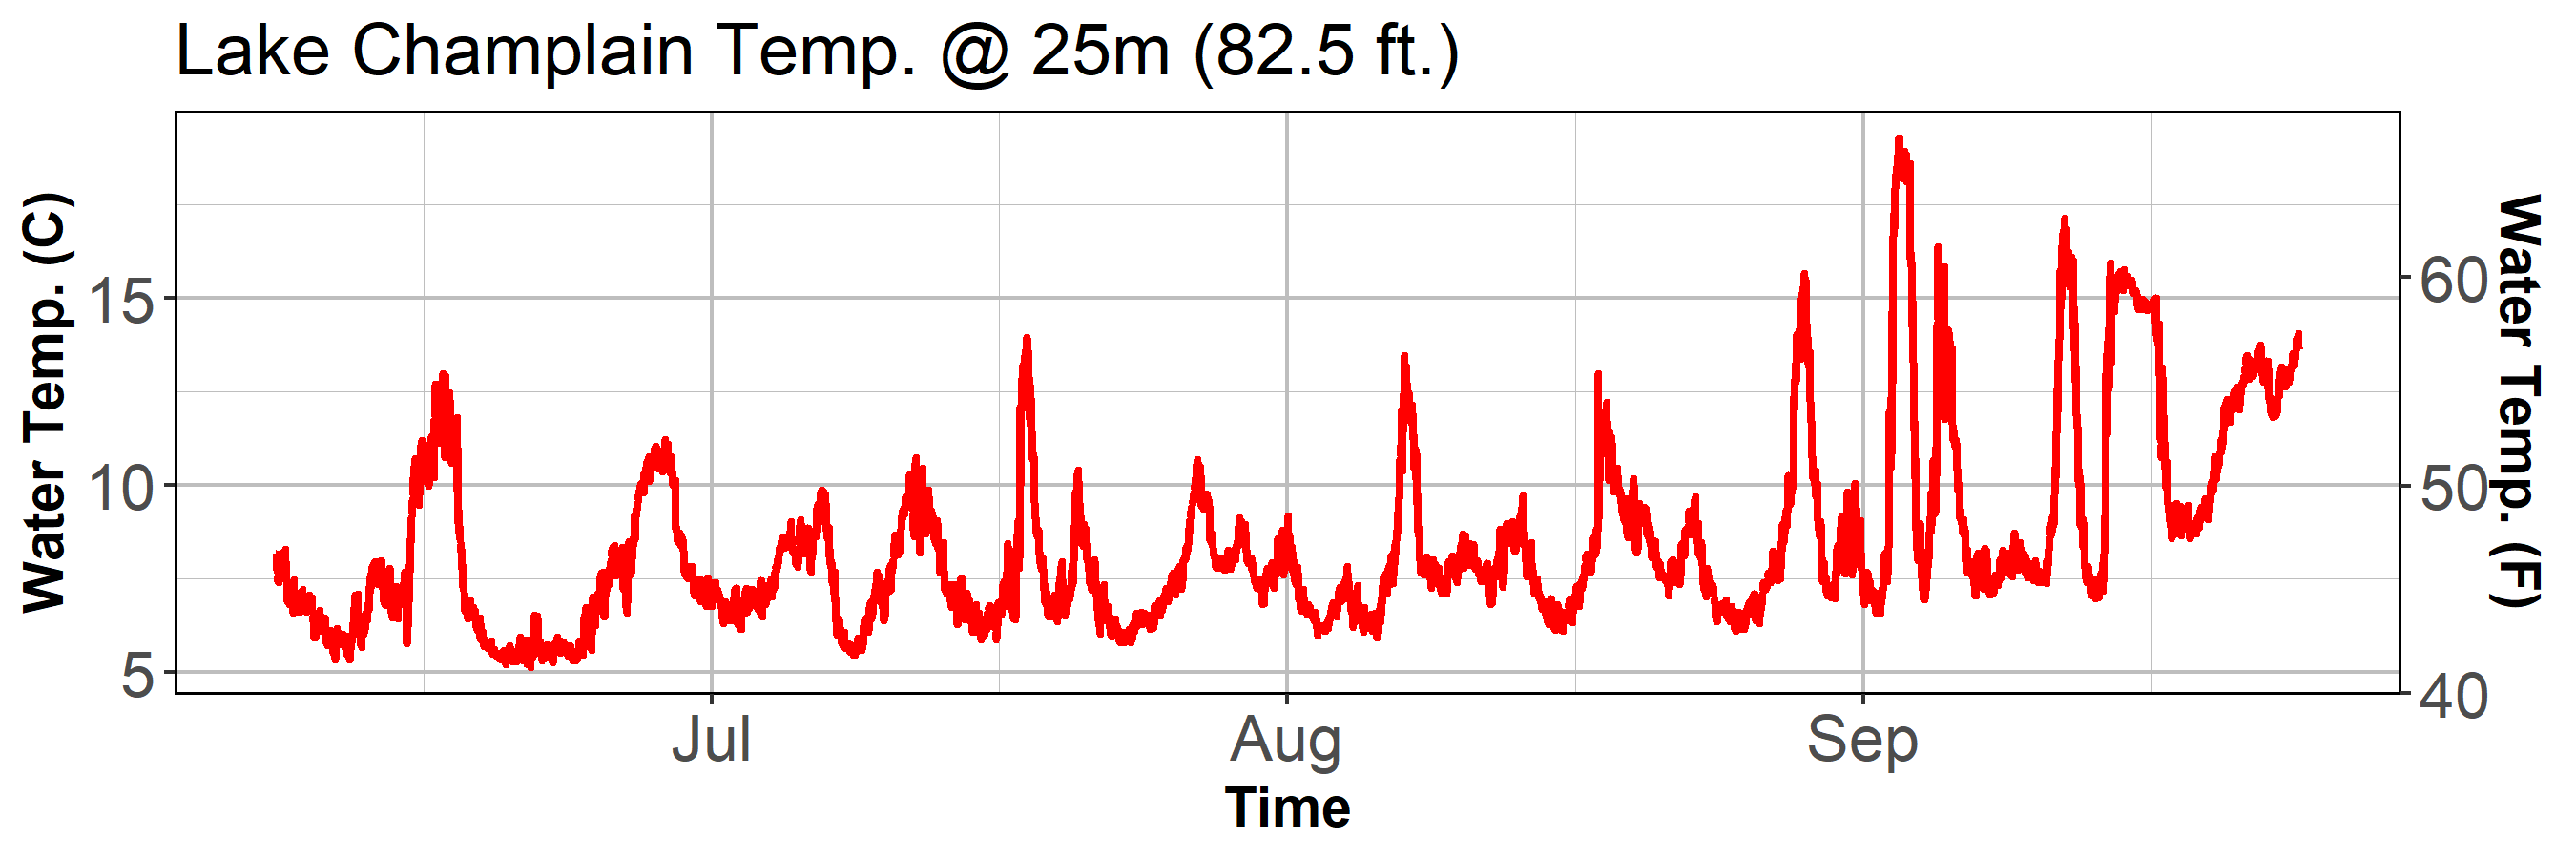 Lake Champlain Temp. @ 25m (82.5 ft.)
Water Temp. (C)
15
10
5
60
50
40
Water Temp. (F)
Jul
Aug
Sep
Time